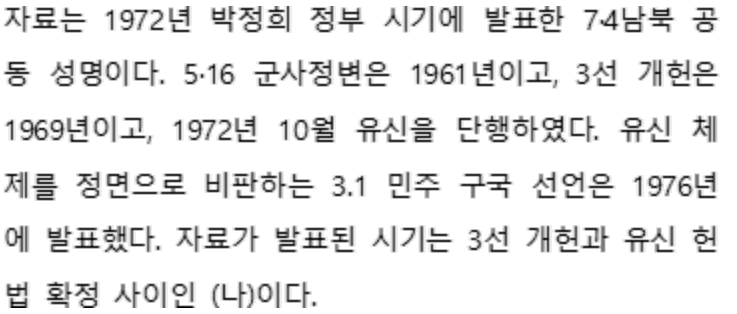 자료는 1972년 박정희 정부 시기에 발표한 7·4남북 공
동 성명이다. 5·16 군사정변은 1961년이고, 3선 개헌은
1969년이고, 1972년 10월 유신을 단행하였다. 유신 체
제를 정면으로 비판하는 3.1 민주 구국 선언은 1976년
에 발표했다. 자료가 발표된 시기는 3선 개헌과 유신 헌
법 확정 사이인 (나)이다.